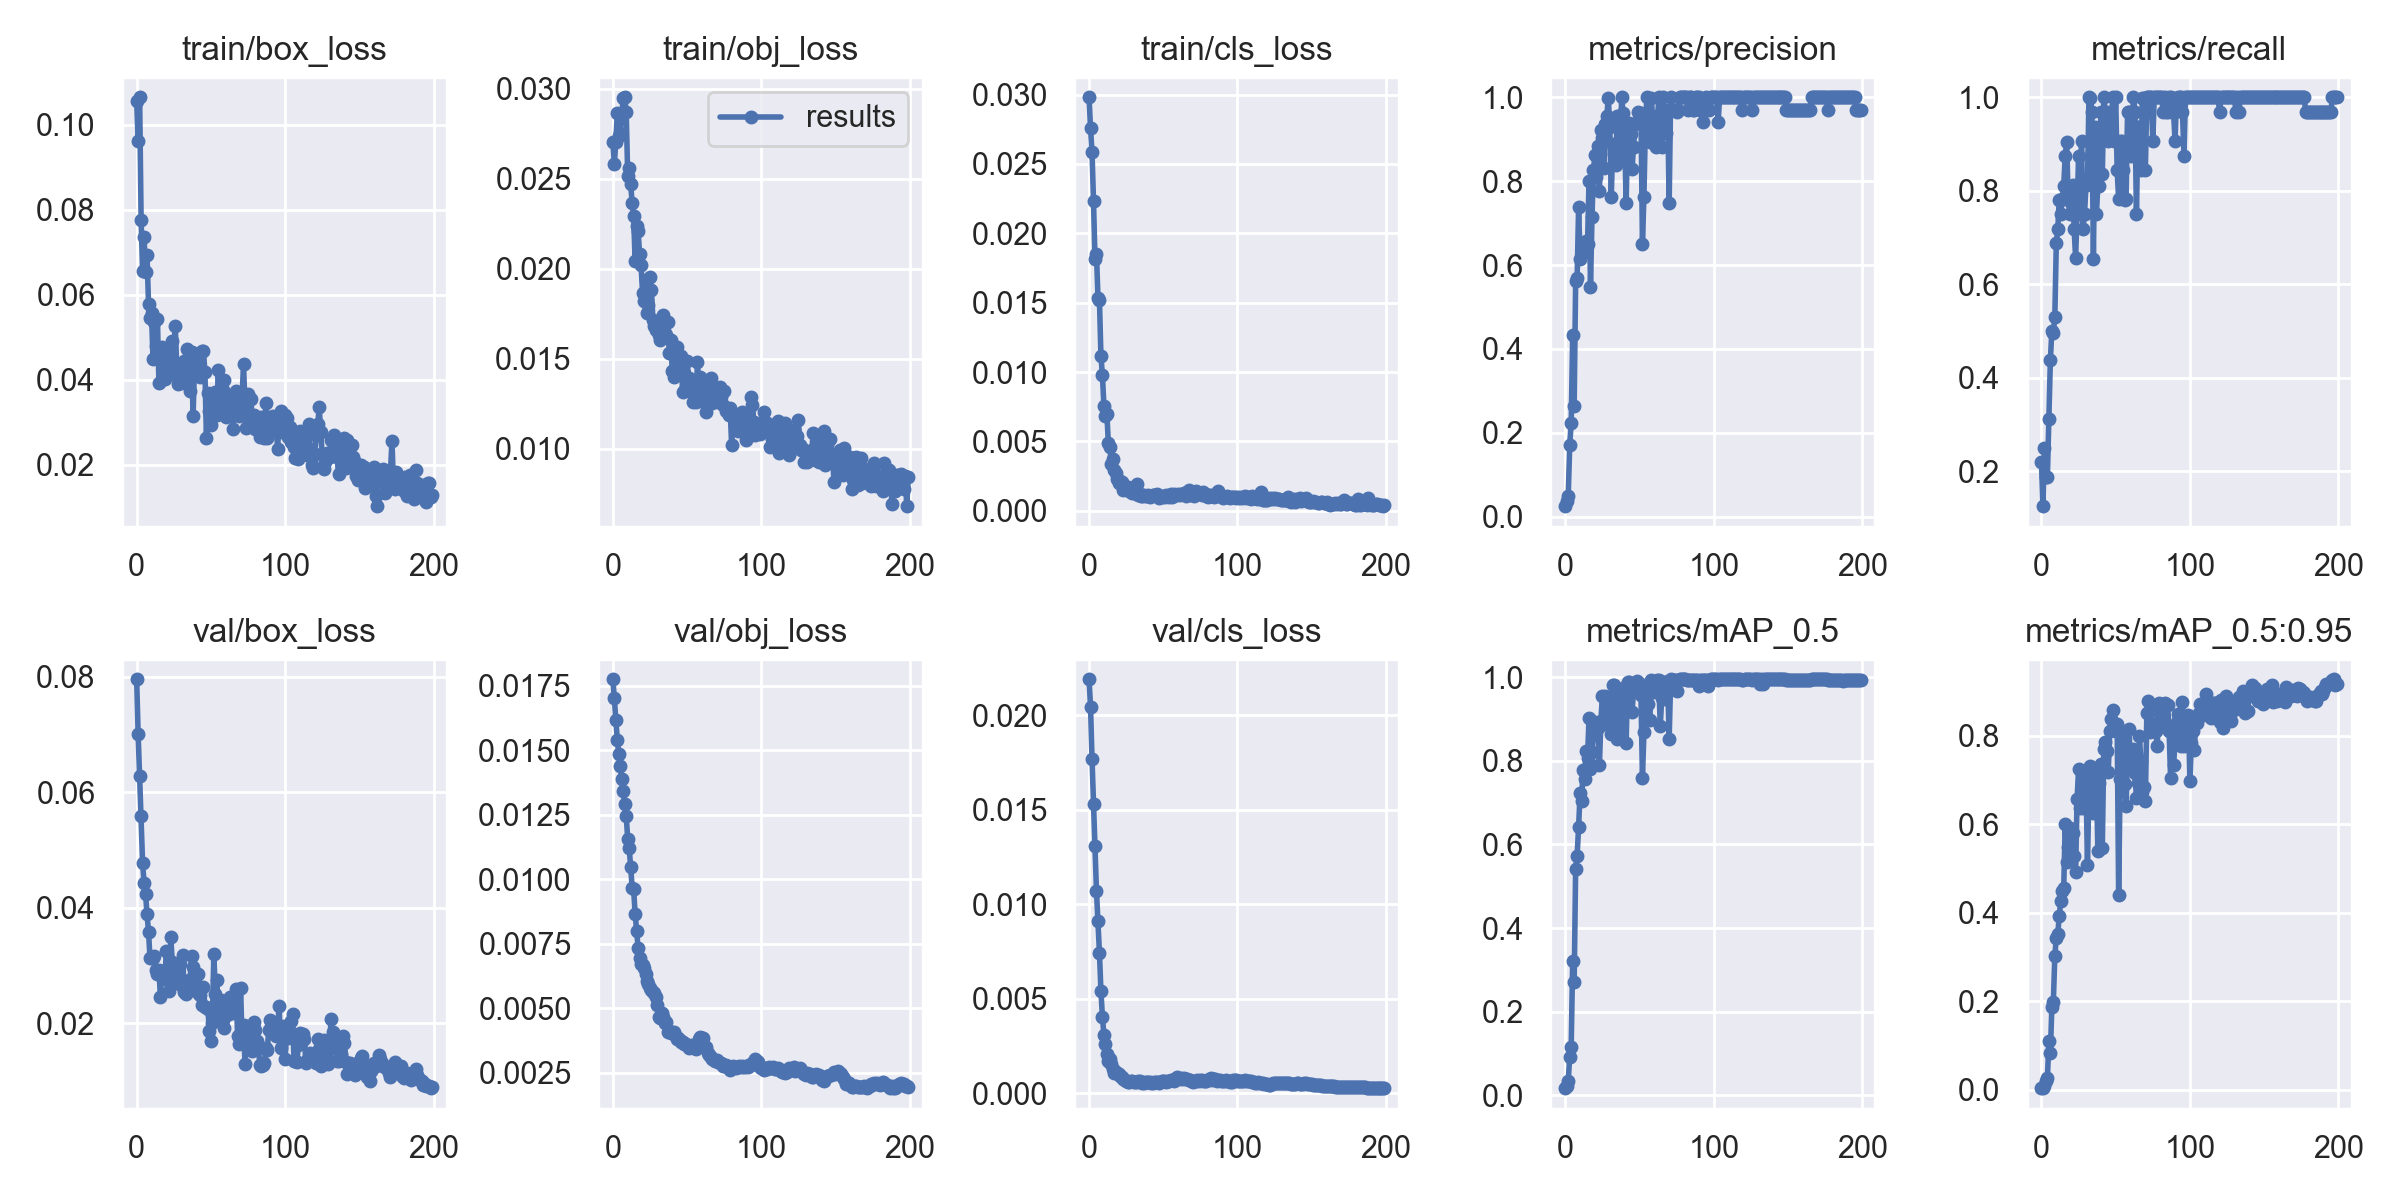 train/box_loss
0.10
0.08
0.06
0.04
0.02
0 100 200
train/obj_loss
results
0.030
0.025
0.020
0.015
0.010
0 100 200
train/cls_loss
0.030
0.025
0.020
0.015
0.010
0.005
0.000
0 100 200
metrics/precision
1.0
0.8
0.6
0.4
0.2
0.0
0 100 200
metrics/recall
1.0
0.8
0.6
0.4
0.2
0 100 200
val/box_loss
0.08
0.06
0.04
0.02
0 100 200
val/obj_loss
0.0175
0.0150
0.0125
0.0100
0.0075
0.0050
0.0025
0 100 200
val/cls_loss
0.020
0.015
0.010
0.005
0.000
0 100 200
metrics/mAP_0.5
1.0
0.8
0.6
0.4
0.2
0.0
0 100 200
metrics/mAP_0.5:0.95
0.8
0.6
0.4
0.2
0.0
0 100 200